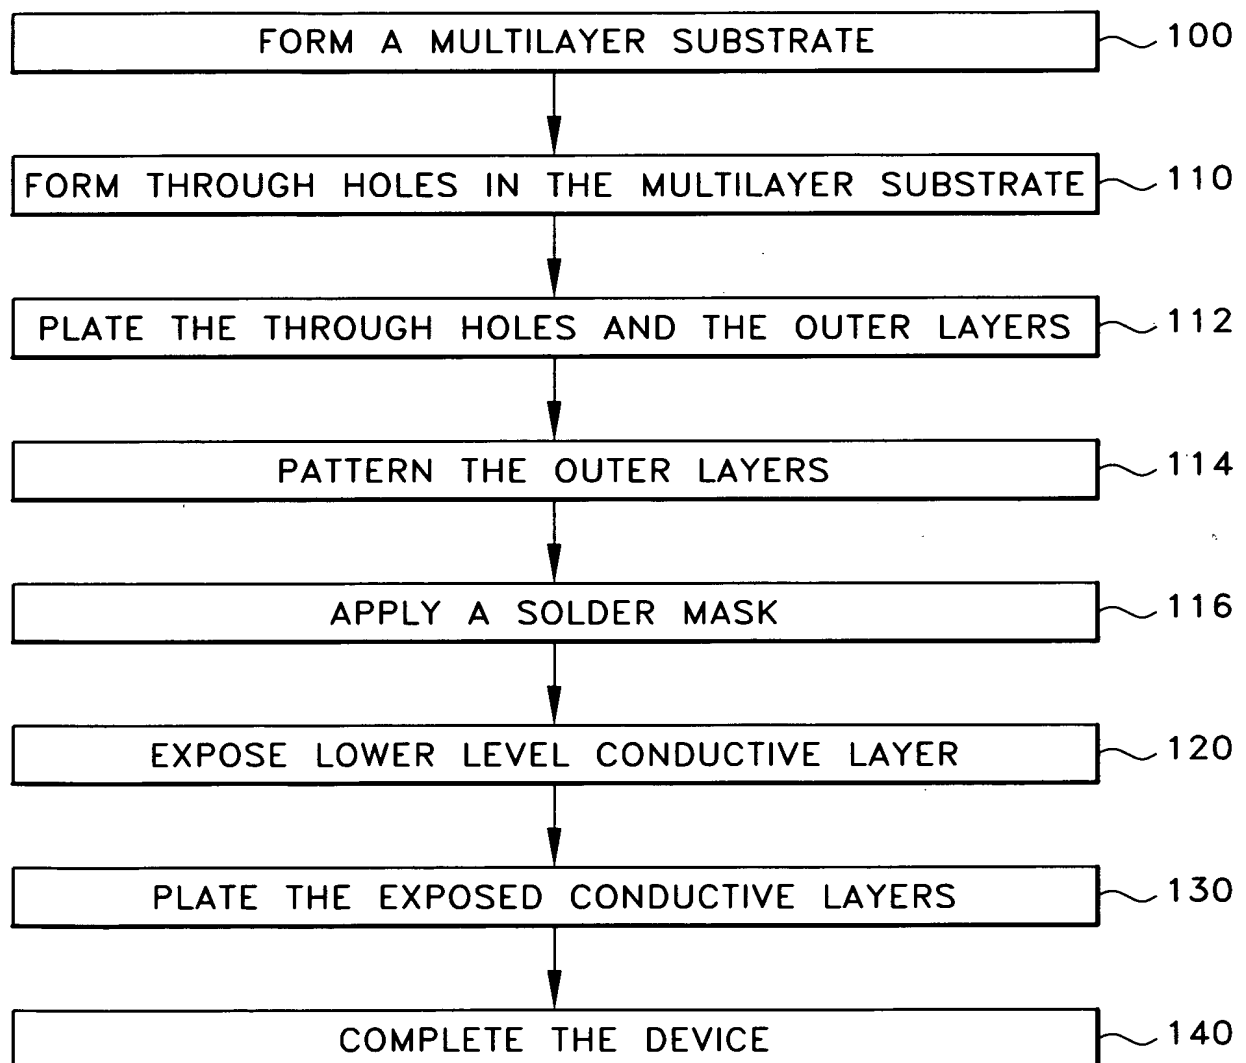 FORM A MULTILAYER SUBSTRATE 100
FORM THROUGH HOLES IN THE MULTILAYER SUBSTRATE 110
PLATE THE THROUGH HOLES AND THE OUTER LAYERS 112
PATTERN THE OUTER LAYERS 114
APPLY A SOLDER MASK 116
EXPOSE LOWER LEVEL CONDUCTIVE LAYER 120
PLATE THE EXPOSED CONDUCTIVE LAYERS 130
COMPLETE THE DEVICE 140